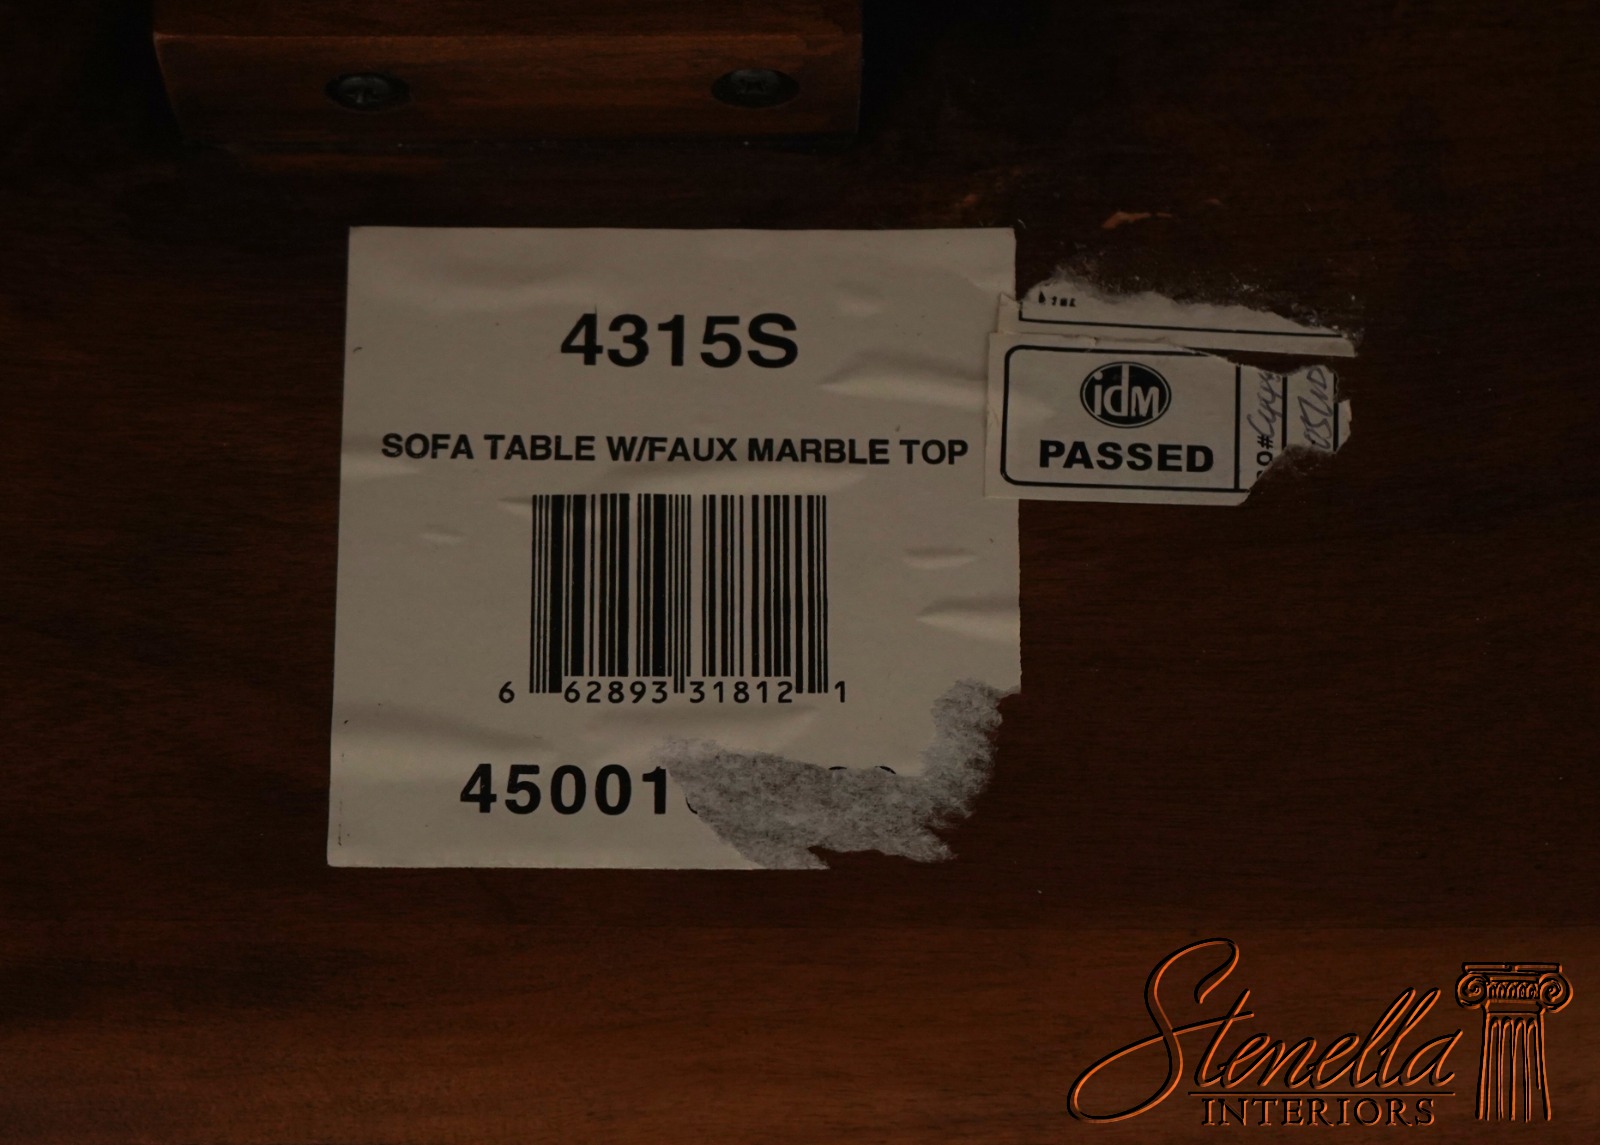 4315S
SOFA TABLE W/FAUX MARBLE TOP
6 62893 31812 1
45001
idM
PASSED
Stenella
INTERIORS